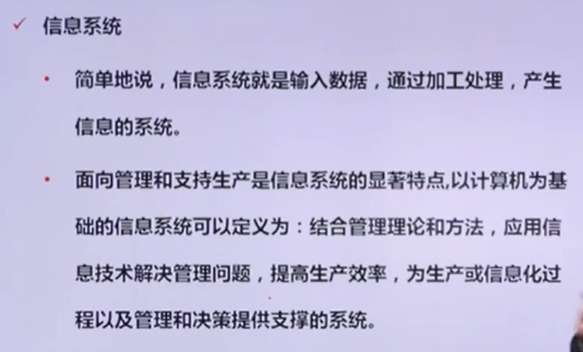 ✓ 信息系统
• 简单地说，信息系统就是输入数据，通过加工处理，产生
信息的系统。
• 面向管理和支持生产是信息系统的显著特点,以计算机为基
础的信息系统可以定义为：结合管理理论和方法，应用信
息技术解决管理问题，提高生产效率，为生产或信息化过
程以及管理和决策提供支撑的系统。